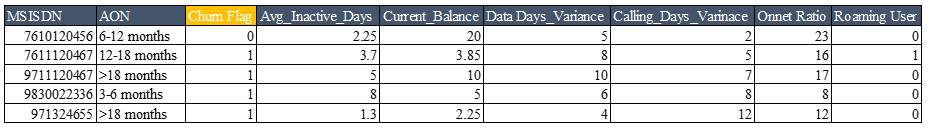 MSISDN AON Churn Flag Avg_Inactive_Days Current_Balance Data Days_Variance Calling_Days_Varinace Onnet Ratio Roaming User
7610120456 6-12 months 0 2.25 20 5 2 23 0
7611120467 12-18 months 1 3.7 3.85 8 5 16 1
9711120467 >18 months 1 5 10 10 7 17 0
9830022336 3-6 months 1 8 5 6 8 8 0
971324655 >18 months 1 1.3 2.25 4 12 12 0